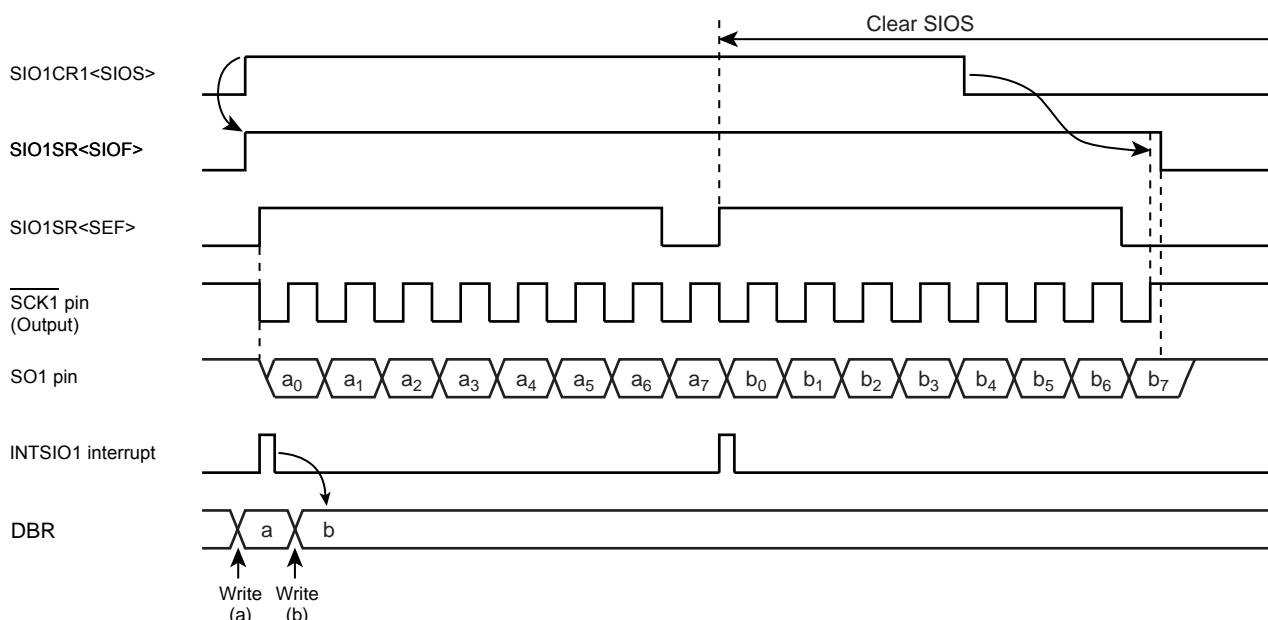 Clear SIOS
SIO1CR1<SIOS>
SIO1SR<SIOF>
SIO1SR<SEF>
SCK1 pin
(Output)
SO1 pin
a0 a1 a2 a3 a4 a5 a6 a7 b0 b1 b2 b3 b4 b5 b6 b7
INTSIO1 interrupt
DBR
a b
Write
(a)
Write
(b)